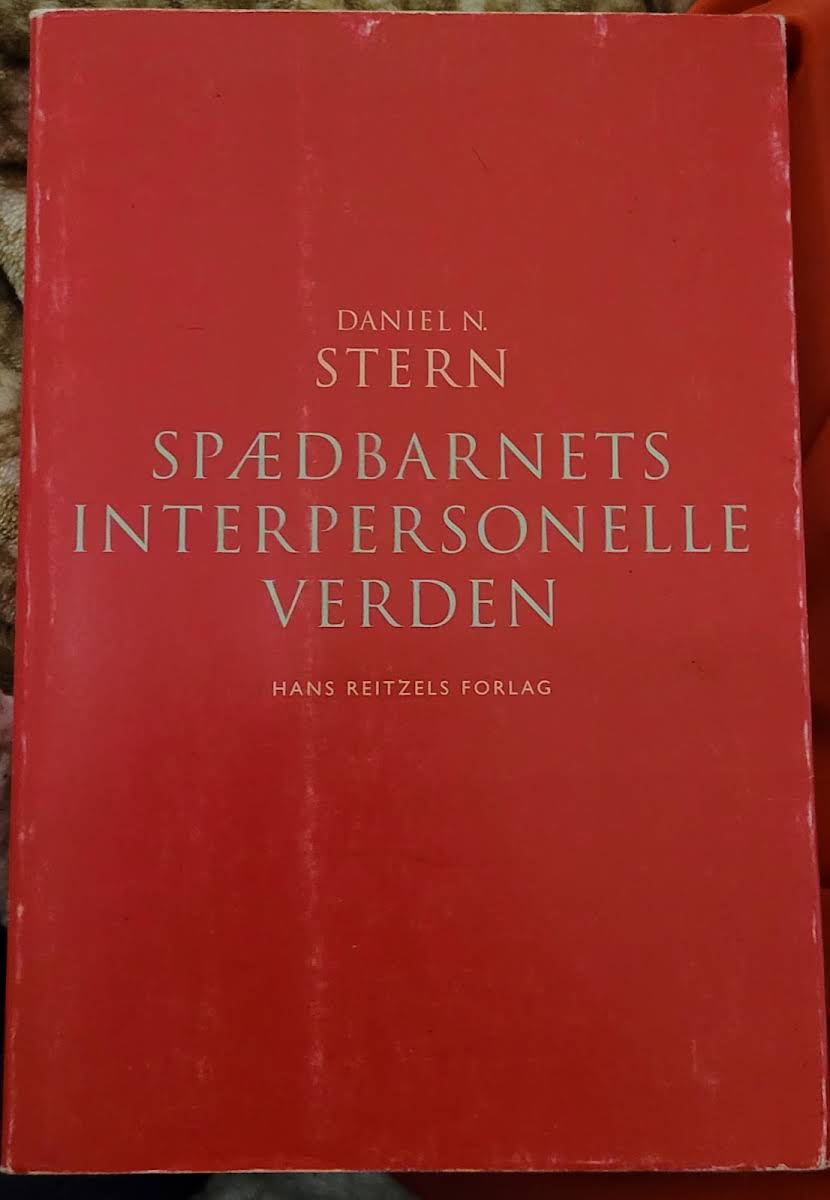 DANIEL N.
STERN
SPÆDBARNETS
INTERPERSONELLE
VERDEN
HANS REITZELS FORLAG